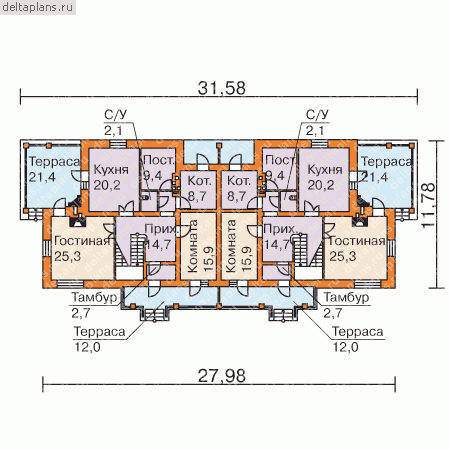 deltaplans.ru
31,58
С/У
2,1
С/У
2,1
Терраса
21,4
Кухня
20,2
Пост.
9,4
Кот.
8,7
Кот.
8,7
Пост.
9,4
Кухня
20,2
Терраса
21,4
11,78
Гостиная
25,3
Прих.
14,7
Комната
15,9
Комната
15,9
Прих.
14,7
Гостиная
25,3
Тамбур
2,7
Терраса
12,0
Тамбур
2,7
Терраса
12,0
27,98